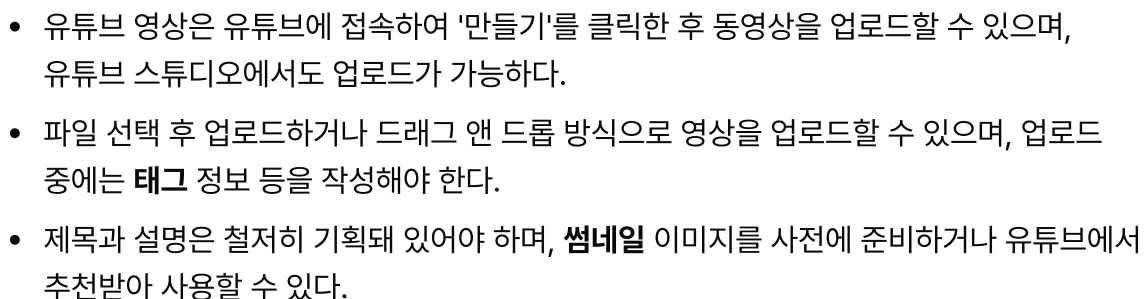 • 유튜브 영상은 유튜브에 접속하여 '만들기'를 클릭한 후 동영상을 업로드할 수 있으며,
유튜브 스튜디오에서도 업로드가 가능하다.
• 파일 선택 후 업로드하거나 드래그 앤 드롭 방식으로 영상을 업로드할 수 있으며, 업로드
중에는 태그 정보 등을 작성해야 한다.
• 제목과 설명은 철저히 기획돼 있어야 하며, 썸네일 이미지를 사전에 준비하거나 유튜브에서
추천받아 사용할 수 있다.